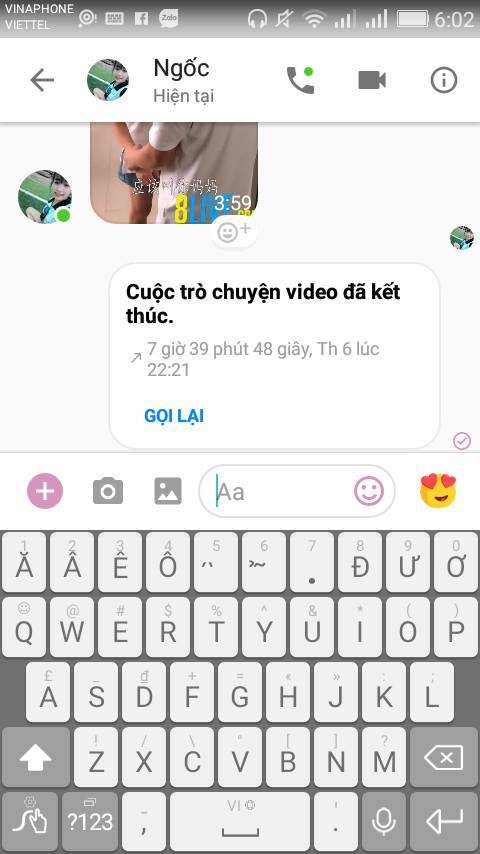 VINAPHONE
VIETTEL
Zalo
6:02
Ngốc
Hiện tại
3:59
8LIVE
Cuộc trò chuyện video đã kết
thúc.
7 giờ 39 phút 48 giây, Th 6 lúc
22:21
GỌI LẠI
Aa
1 2 3 4 5 6 7 8 9 0
Ă Â Ê Ô . Đ Ư Ơ
@ # $ % ^ & * ( )
Q W E R T Y U I O P
£ _ ₫ + = « » : ;
A S D F G H J K L
! / \ ° [ ] ?
Z X C V B N M
VI
?123 , .